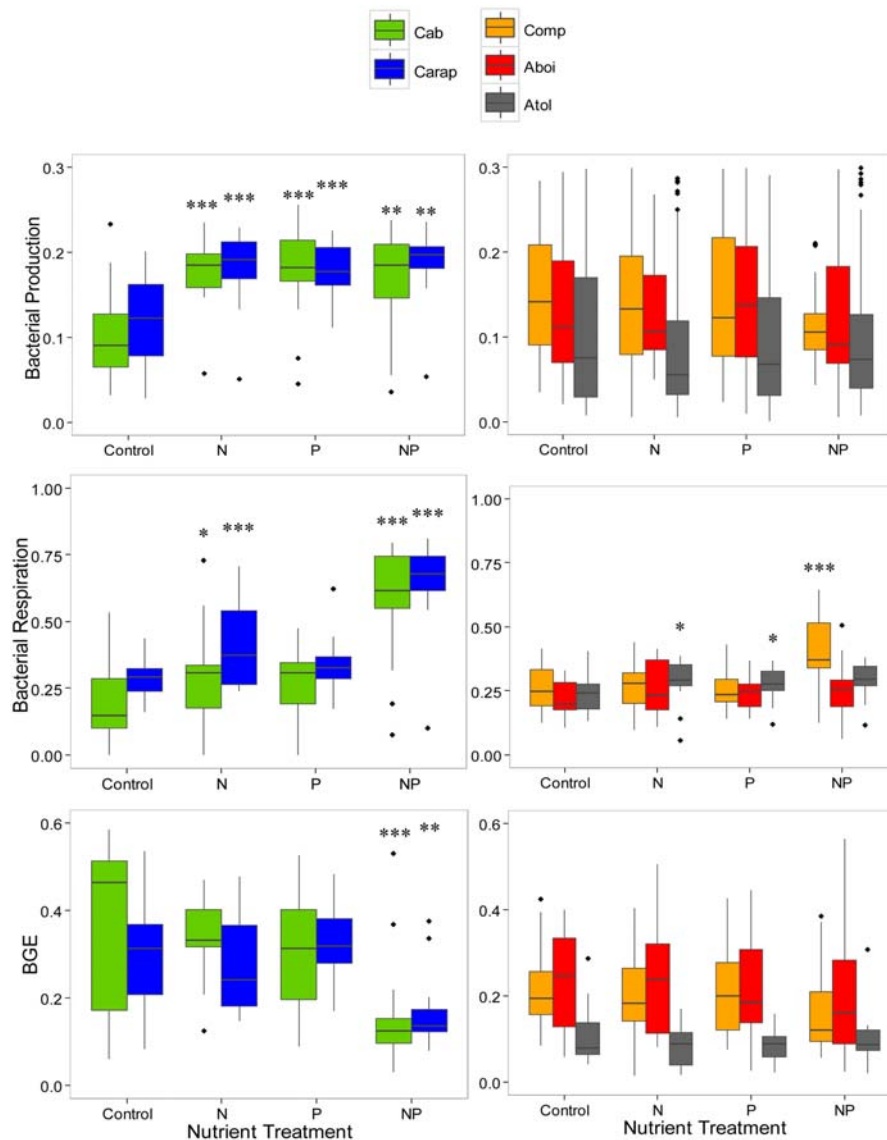 Cab
Carap
Comp
Aboi
Atol
Bacterial Production
0.3
0.2
0.1
0.0
*** *** *** *** ** **
Control N P NP
0.3
0.2
0.1
0.0
Control N P NP
Bacterial Respiration
1.00
0.75
0.50
0.25
0.00
* *** *** ***
Control N P NP
1.00
0.75
0.50
0.25
0.00
* * ***
Control N P NP
BGE
0.6
0.4
0.2
0.0
*** **
Control N P NP
Nutrient Treatment
0.6
0.4
0.2
0.0
Control N P NP
Nutrient Treatment